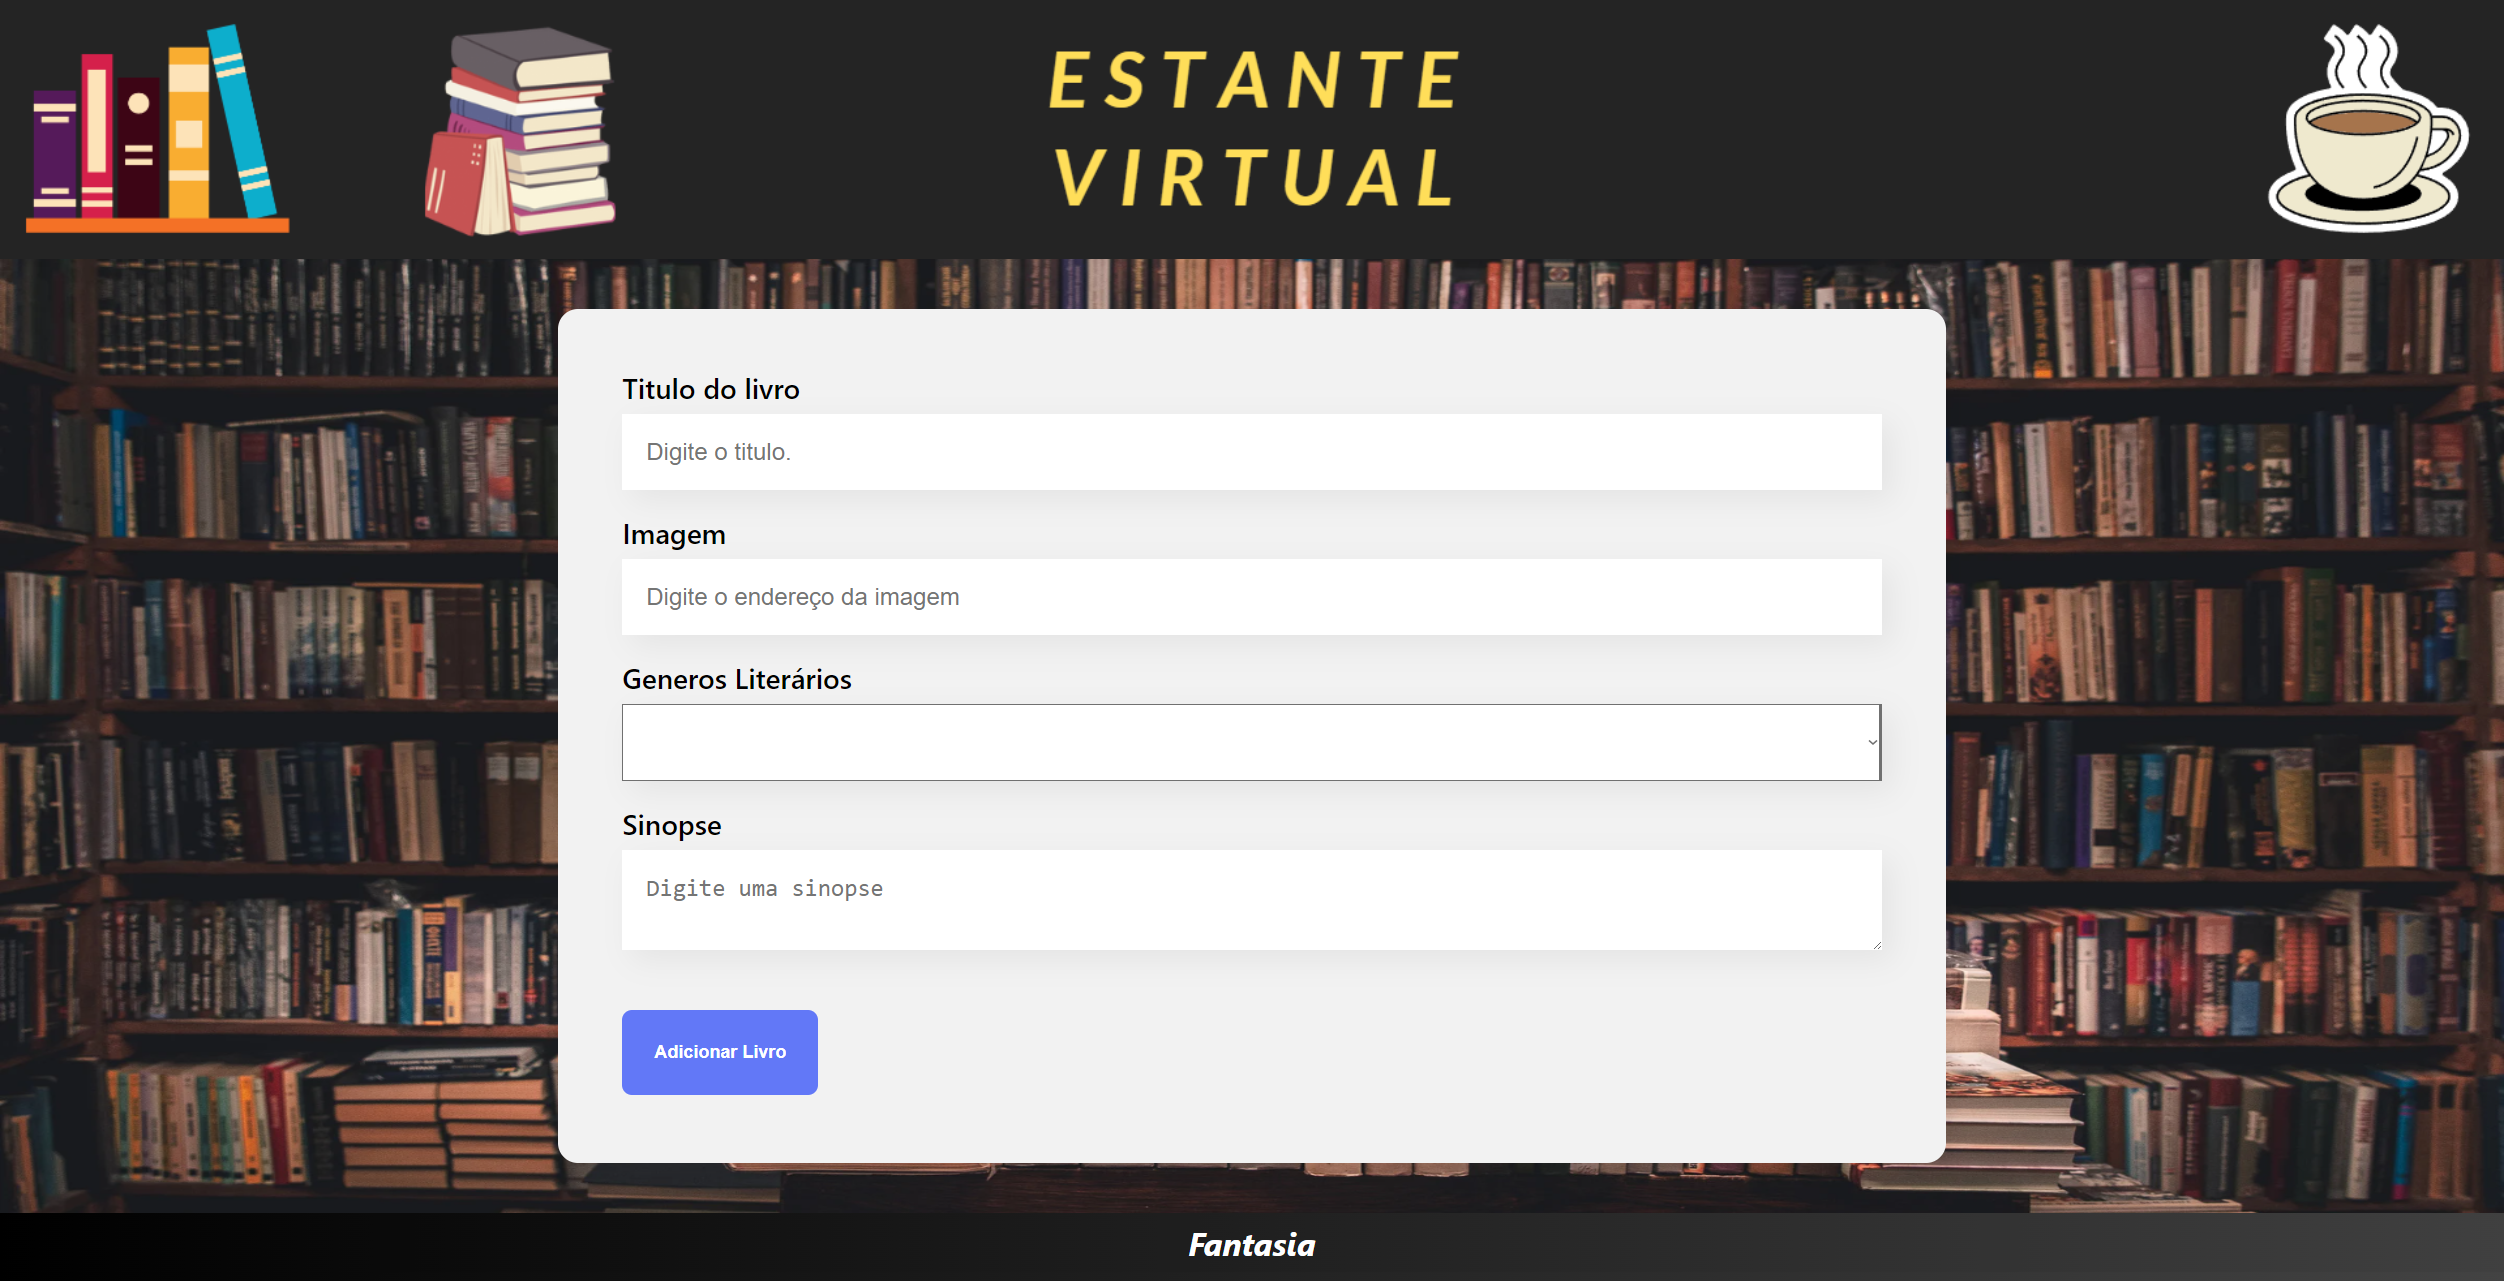 ESTANTE
VIRTUAL
Titulo do livro
Digite o titulo.
Imagem
Digite o endereço da imagem
Generos Literários
Sinopse
Digite uma sinopse
Adicionar Livro
Fantasia